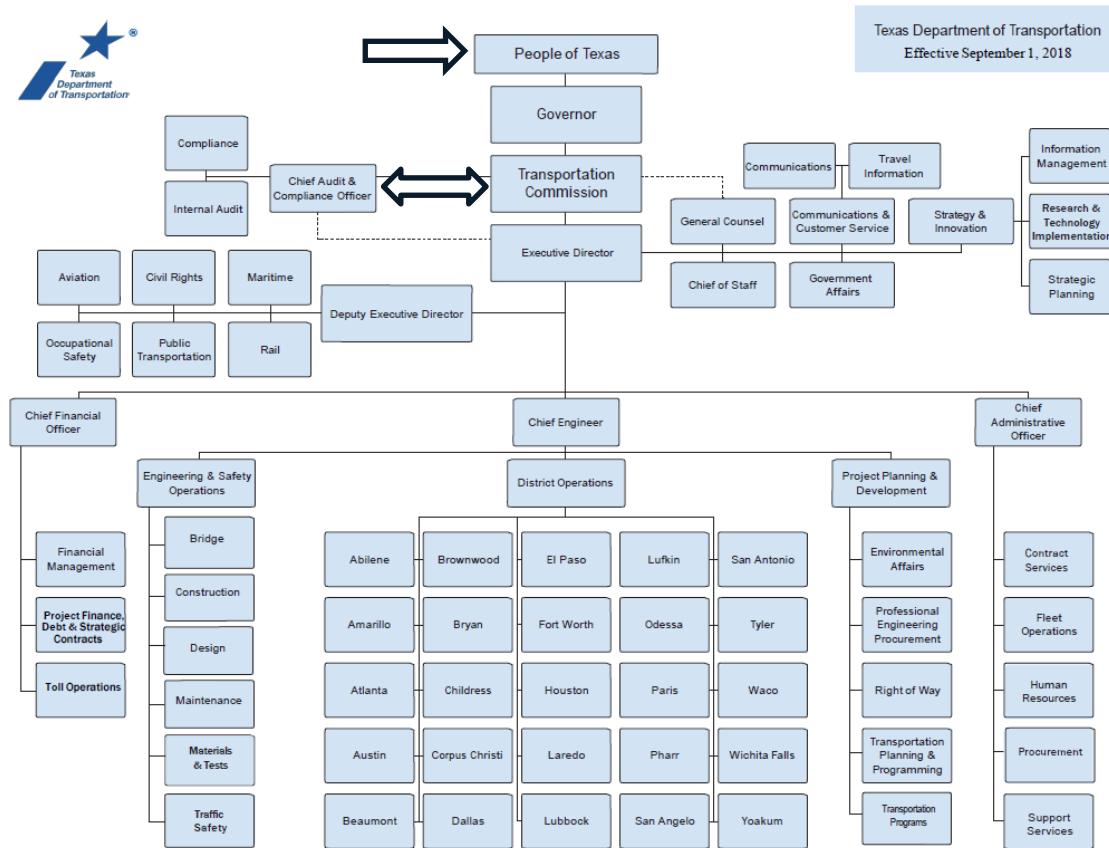 Texas
Department
of Transportation®
Texas Department of Transportation
Effective September 1, 2018
People of Texas
Governor
Transportation
Commission
Chief Audit &
Compliance Officer
Compliance
Internal Audit
Executive Director
General Counsel
Chief of Staff
Communications
Travel
Information
Communications &
Customer Service
Government
Affairs
Strategy &
Innovation
Information
Management
Research &
Technology
Implementation
Strategic
Planning
Deputy Executive Director
Aviation
Civil Rights
Maritime
Occupational
Safety
Public
Transportation
Rail
Chief Financial
Officer
Chief Engineer
Chief
Administrative
Officer
Financial
Management
Project Finance,
Debt & Strategic
Contracts
Toll Operations
Engineering & Safety
Operations
Bridge
Construction
Design
Maintenance
Materials
& Tests
Traffic
Safety
District Operations
Abilene
Brownwood
El Paso
Lufkin
San Antonio
Amarillo
Bryan
Fort Worth
Odessa
Tyler
Atlanta
Childress
Houston
Paris
Waco
Austin
Corpus Christi
Laredo
Pharr
Wichita Falls
Beaumont
Dallas
Lubbock
San Angelo
Yoakum
Project Planning &
Development
Environmental
Affairs
Professional
Engineering
Procurement
Right of Way
Transportation
Planning &
Programming
Transportation
Programs
Contract
Services
Fleet
Operations
Human
Resources
Procurement
Support
Services